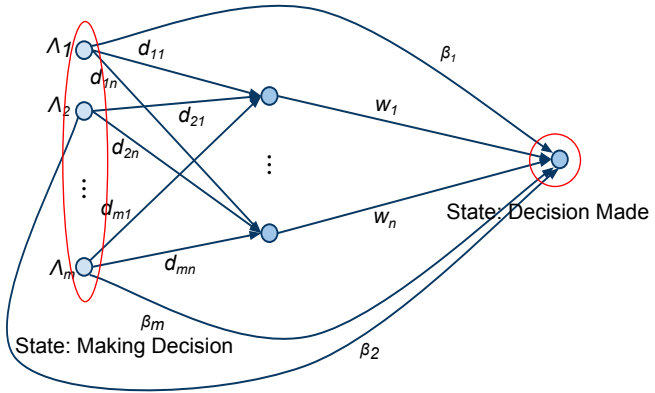 Λ1
d11
β1
d1n
Λ2
w1
d21
d2n
⋮
⋮
dm1
wn
State: Decision Made
Λm
dmn
βm
State: Making Decision
β2